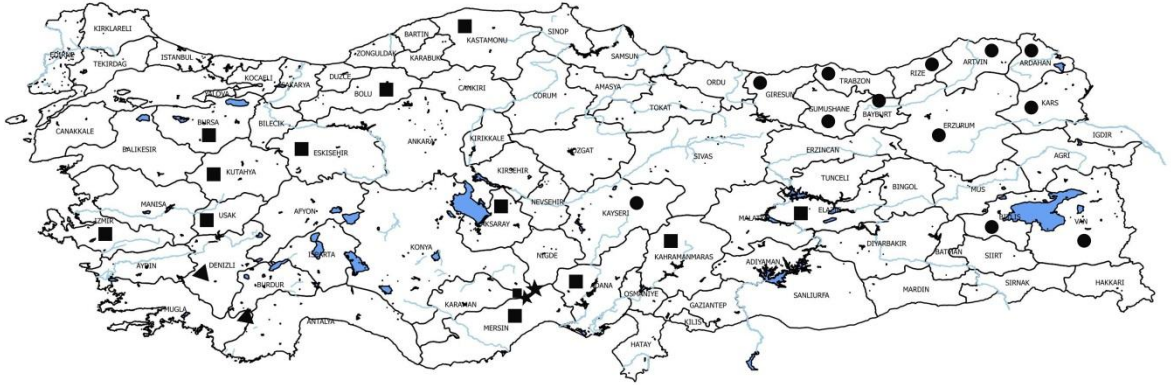 KIRKLARELI
EDIRNE
TEKIRDAG
ISTANBUL
KOCAELI
YALOVA
SAKARYA
DUZCE
ZONGULDAK
BARTIN
KARABUK
KASTAMONU
SINOP
SAMSUN
BOLU
CANKIRI
CORUM
AMASYA
ORDU
TOKAT
GIRESUN
TRABZON
GUMUSHANE
BAYBURT
RIZE
ARTVIN
ARDAHAN
KARS
ERZURUM
IGDIR
AGRI
CANAKKALE
BALIKESIR
BURSA
BILECIK
ESKISEHIR
ANKARA
KIRIKKALE
YOZGAT
SIVAS
ERZINCAN
TUNCELI
BINGOL
MUS
KUTAHYA
MANISA
USAK
IZMIR
AFYON
KIRSEHIR
NEVSEHIR
AKSARAY
KAYSERI
MALATYA
ELAZIG
BITLIS
VAN
AYDIN
DENIZLI
ISPARTA
BURDUR
KONYA
NIGDE
KAHRAMANMARAS
ADIYAMAN
DIYARBAKIR
BATMAN
SIIRT
MUGLA
ANTALYA
KARAMAN
MERSIN
ADANA
OSMANIYE
GAZIANTEP
KILIS
HATAY
SANLIURFA
MARDIN
SIRNAK
HAKKARI